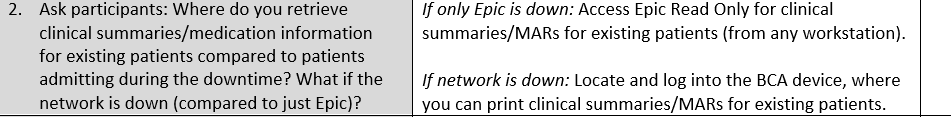 2. Ask participants: Where do you retrieve
clinical summaries/medication information
for existing patients compared to patients
admitting during the downtime? What if the
network is down (compared to just Epic)?
If only Epic is down: Access Epic Read Only for clinical
summaries/MARs for existing patients (from any workstation).
If network is down: Locate and log into the BCA device, where
you can print clinical summaries/MARs for existing patients.